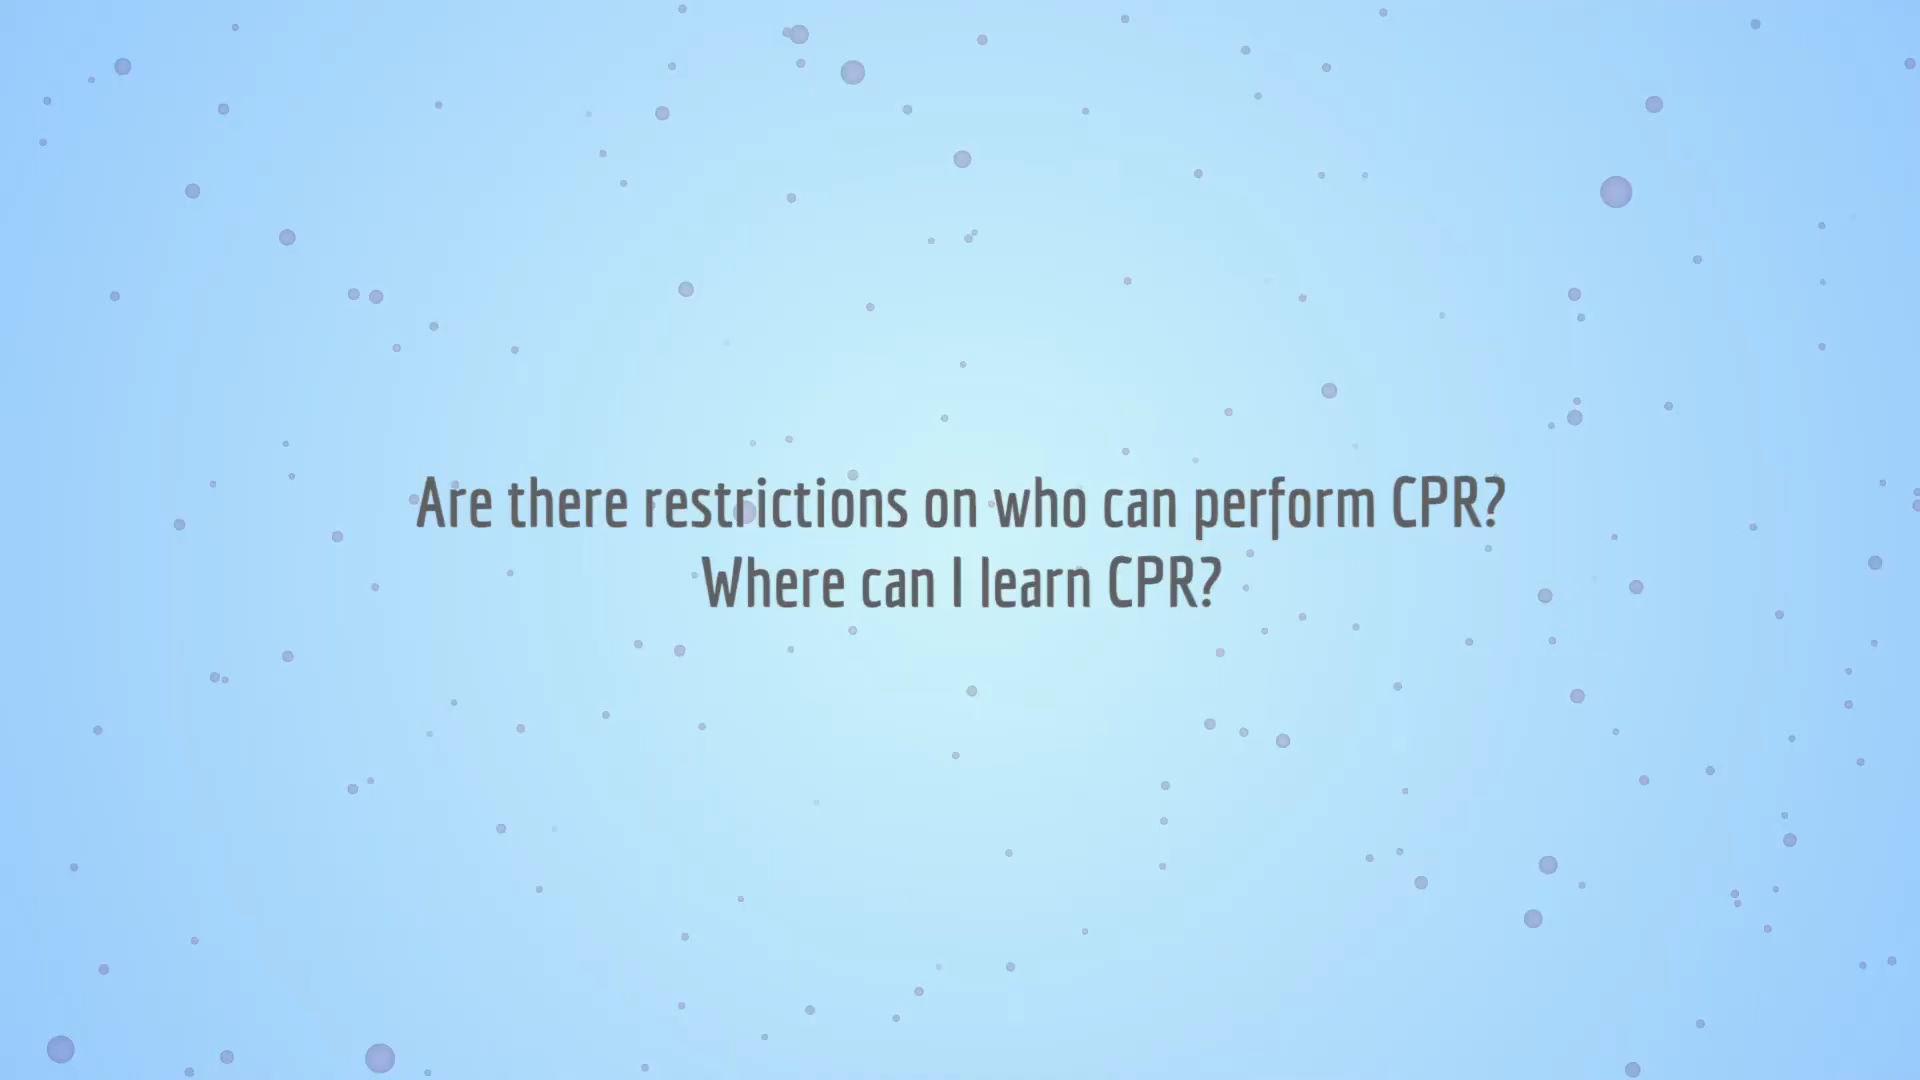 Are there restrictions on who can perform CPR?
Where can I learn CPR?